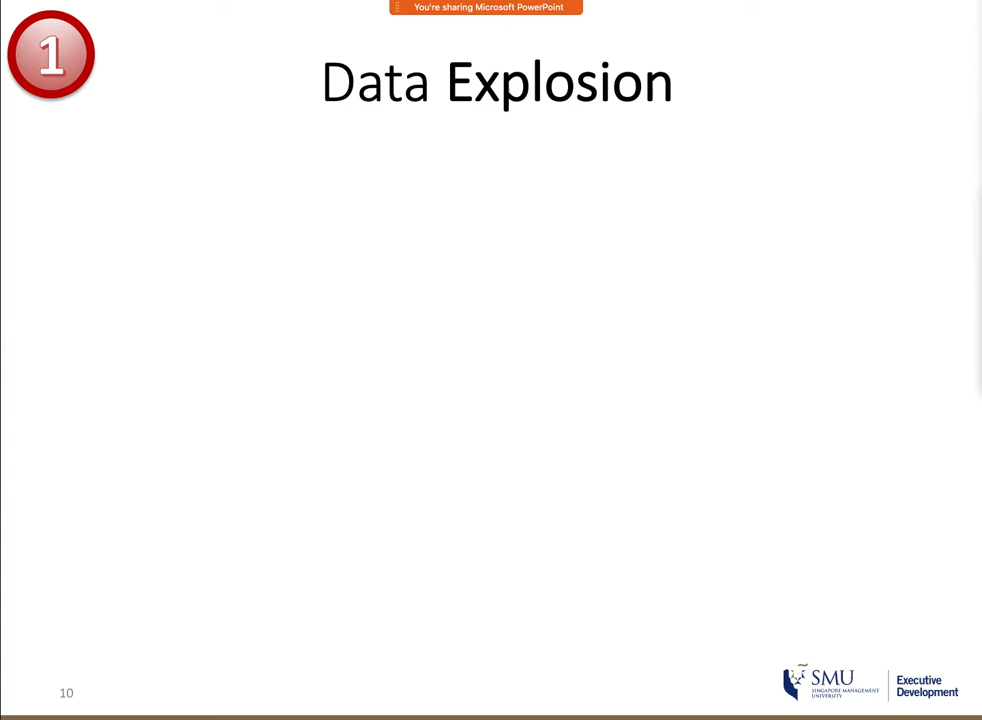 You're sharing Microsoft PowerPoint
1
Data Explosion
10
SMU
SINGAPORE MANAGEMENT
UNIVERSITY
Executive
Development